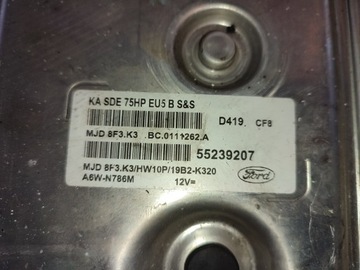 KA SDE 75HP EU5 B S&S
D419. CF8
MJD 8F3.K3 .BC.0111262.A
55239207
MJD 8F3.K3/HW10P/19B2-K320
A6W-N786M 12V=
Ford